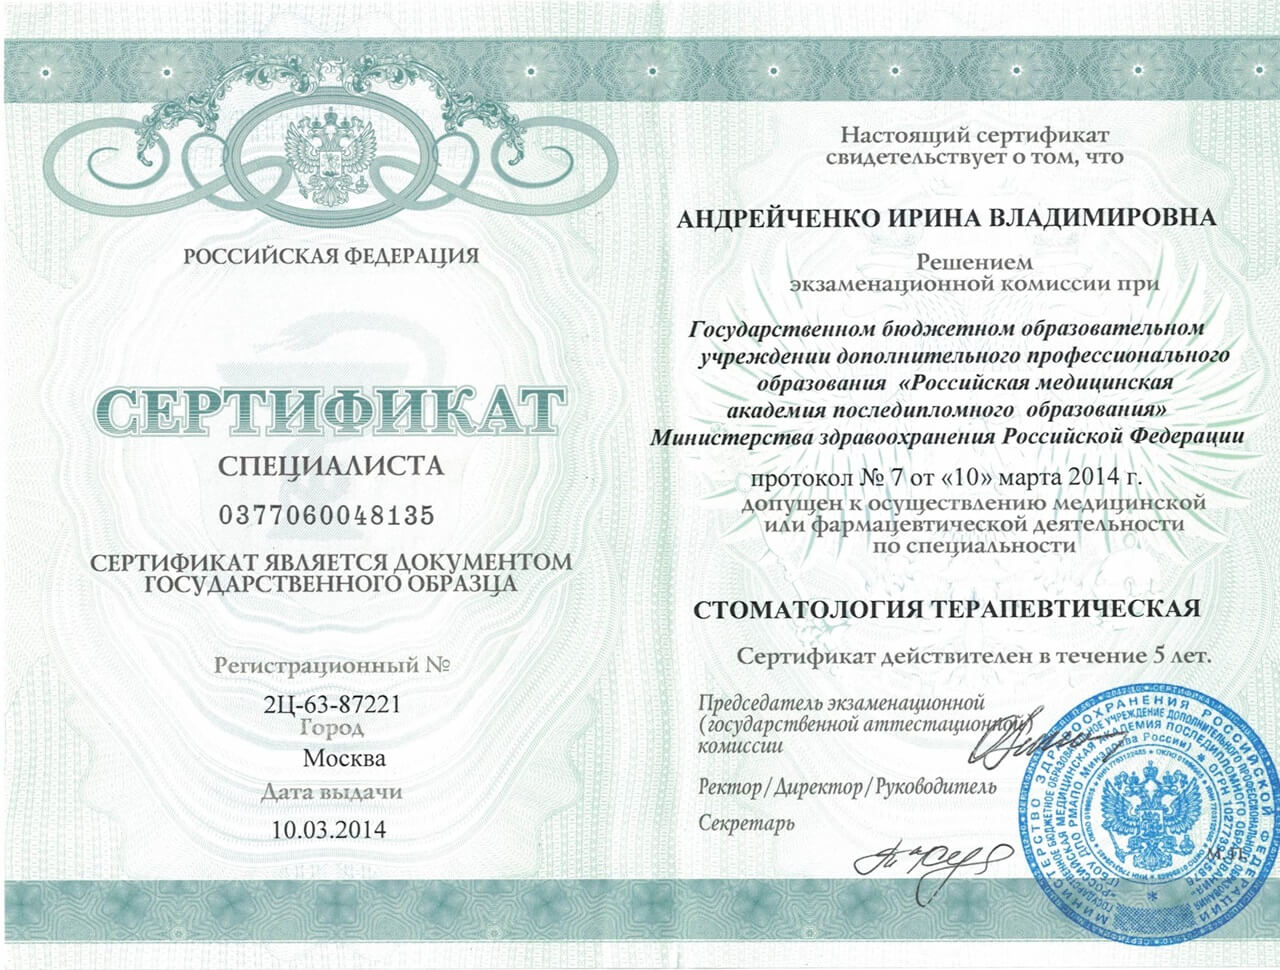 РОССИЙСКАЯ ФЕДЕРАЦИЯ
СЕРТИФИКАТ
СПЕЦИАЛИСТА
0377060048135
СЕРТИФИКАТ ЯВЛЯЕТСЯ ДОКУМЕНТОМ
ГОСУДАРСТВЕННОГО ОБРАЗЦА
Регистрационный №
2Ц-63-87221
Город
Москва
Дата выдачи
10.03.2014
Настоящий сертификат
свидетельствует о том, что
АНДРЕЙЧЕНКО ИРИНА ВЛАДИМИРОВНА
Решением
экзаменационной комиссии при
Государственном бюджетном образовательном
учреждении дополнительного профессионального
образования «Российская медицинская
академия последипломного образования»
Министерства здравоохранения Российской Федерации
протокол № 7 от «10» марта 2014 г.
допущен к осуществлению медицинской
или фармацевтической деятельности
по специальности
СТОМАТОЛОГИЯ ТЕРАПЕВТИЧЕСКАЯ
Сертификат действителен в течение 5 лет.
Председатель экзаменационной
(государственной аттестационной)
комиссии
Ректор/Директор/Руководитель
Секретарь
М.П.
МИНИСТЕРСТВО ЗДРАВООХРАНЕНИЯ РОССИЙСКОЙ ФЕДЕРАЦИИ